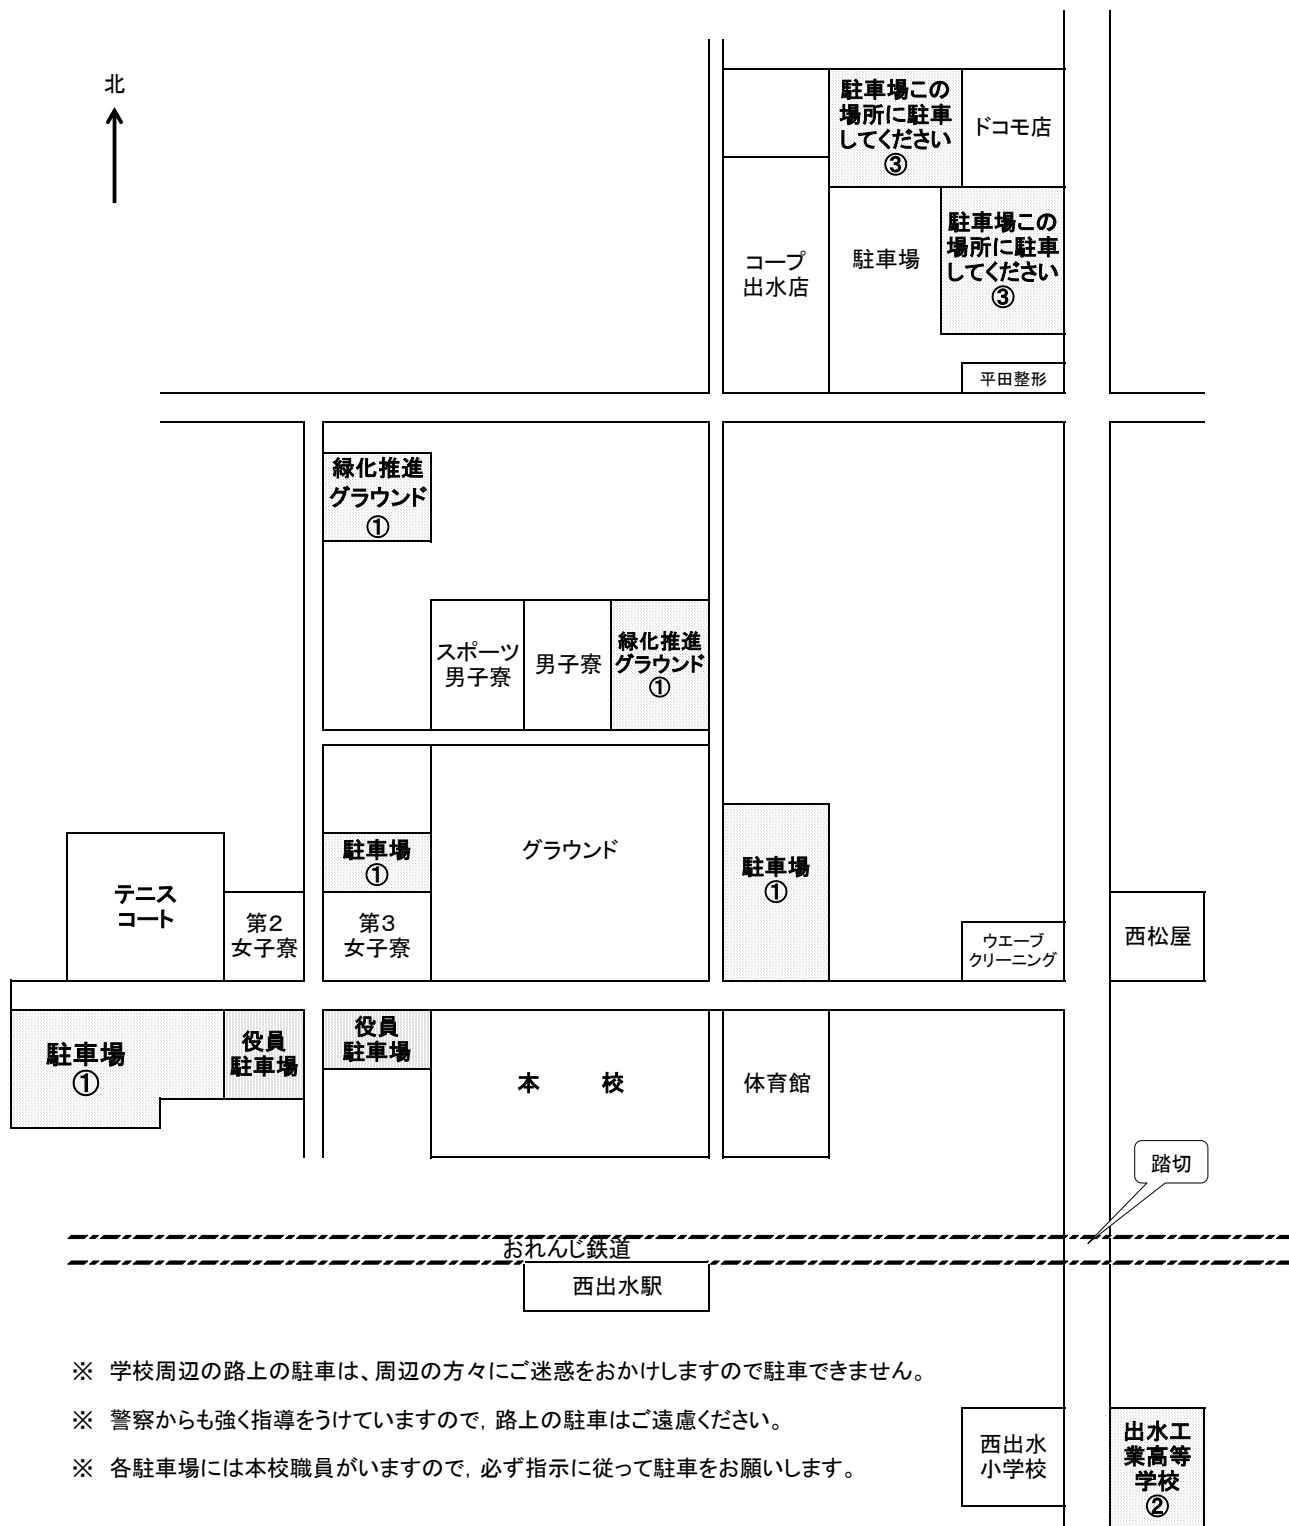 北
駐車場この
場所に駐車
してください
③
ドコモ店
駐車場この
場所に駐車
してください
③
コープ
出水店
駐車場
平田整形
緑化推進
グラウンド
①
スポーツ
男子寮
男子寮
緑化推進
グラウンド
①
グラウンド
駐車場
①
駐車場
①
テニス
コート
第2
女子寮
第3
女子寮
ウエーブ
クリーニング
西松屋
駐車場
①
役員
駐車場
役員
駐車場
本　　校
体育館
踏切
おれんじ鉄道
西出水駅
※　学校周辺の路上の駐車は、周辺の方々にご迷惑をおかけしますので駐車できません。
※　警察からも強く指導をうけていますので, 路上の駐車はご遠慮ください。
※　各駐車場には本校職員がいますので, 必ず指示に従って駐車をお願いします。
西出水
小学校
出水工
業高等
学校
②